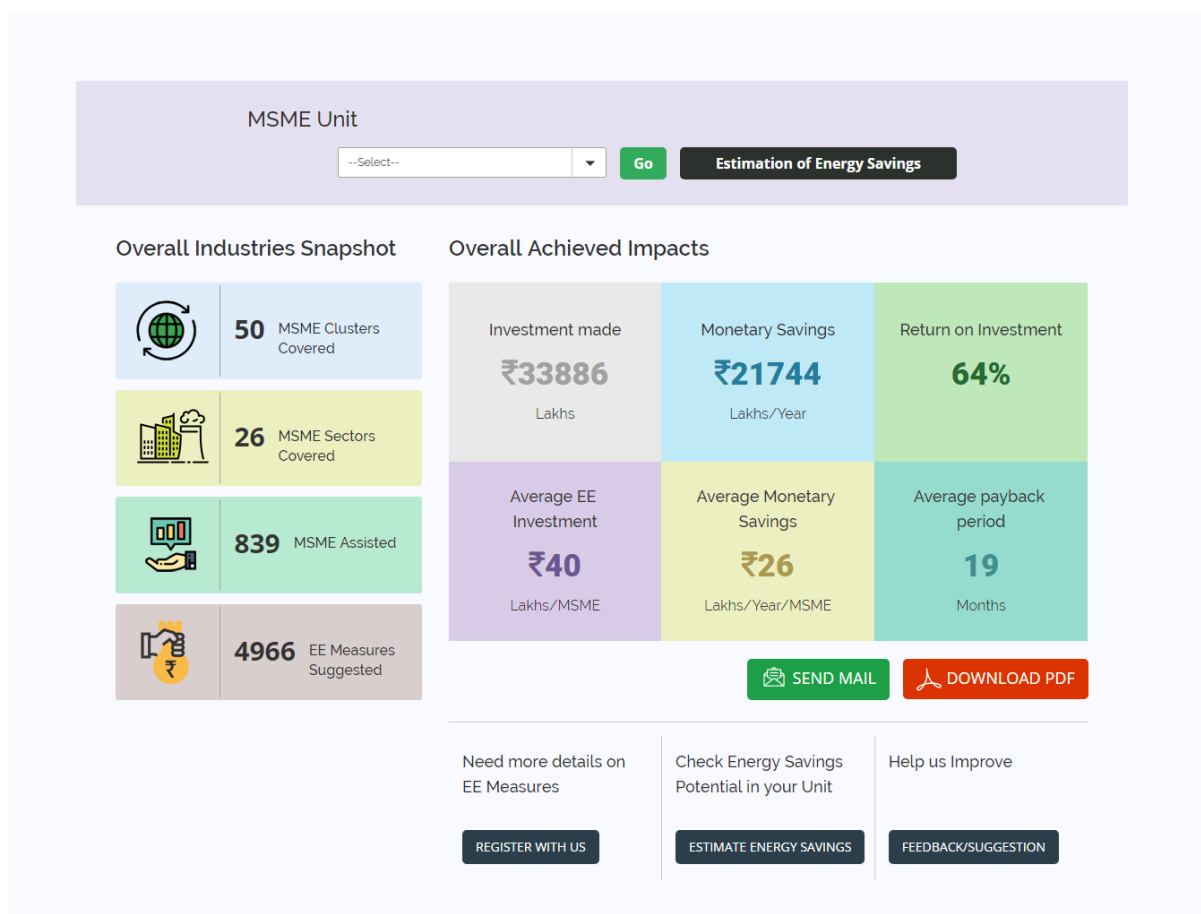 MSME Unit
--Select--
Go
Estimation of Energy Savings
Overall Industries Snapshot
50
MSME Clusters
Covered
26
MSME Sectors
Covered
839
MSME Assisted
₹
4966
EE Measures
Suggested
Overall Achieved Impacts
Investment made
₹33886
Lakhs
Monetary Savings
₹21744
Lakhs/Year
Return on Investment
64%
Average EE
Investment
₹40
Lakhs/MSME
Average Monetary
Savings
₹26
Lakhs/Year/MSME
Average payback
period
19
Months
SEND MAIL
DOWNLOAD PDF
Need more details on
EE Measures
REGISTER WITH US
Check Energy Savings
Potential in your Unit
ESTIMATE ENERGY SAVINGS
Help us Improve
FEEDBACK/SUGGESTION